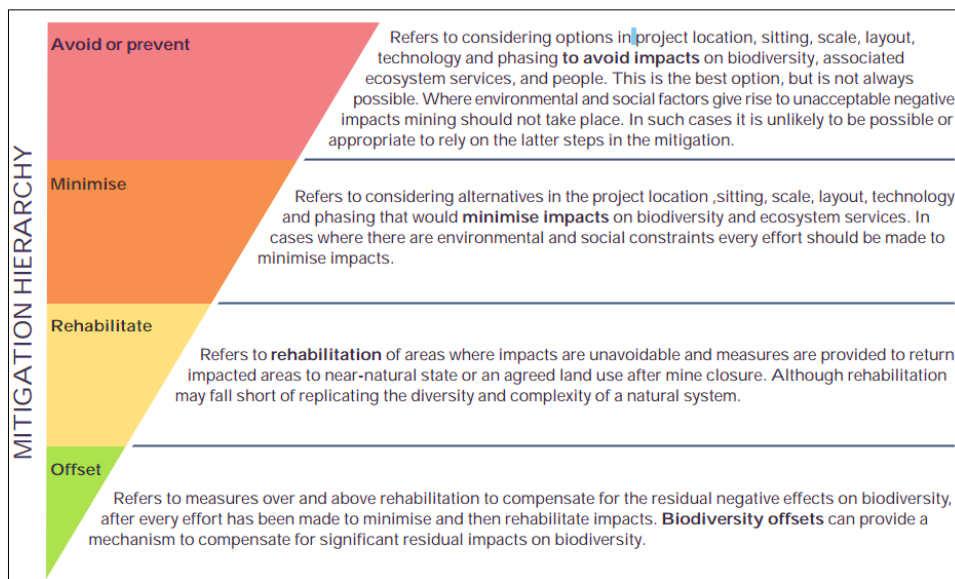 MITIGATION HIERARCHY
Avoid or prevent
Refers to considering options in project location, sitting, scale, layout,
technology and phasing to avoid impacts on biodiversity, associated
ecosystem services, and people. This is the best option, but is not always
possible. Where environmental and social factors give rise to unacceptable negative
impacts mining should not take place. In such cases it is unlikely to be possible or
appropriate to rely on the latter steps in the mitigation.
Minimise
Refers to considering alternatives in the project location ,sitting, scale, layout, technology
and phasing that would minimise impacts on biodiversity and ecosystem services. In
cases where there are environmental and social constraints every effort should be made to
minimise impacts.
Rehabilitate
Refers to rehabilitation of areas where impacts are unavoidable and measures are provided to return
impacted areas to near-natural state or an agreed land use after mine closure. Although rehabilitation
may fall short of replicating the diversity and complexity of a natural system.
Offset
Refers to measures over and above rehabilitation to compensate for the residual negative effects on biodiversity,
after every effort has been made to minimise and then rehabilitate impacts. Biodiversity offsets can provide a
mechanism to compensate for significant residual impacts on biodiversity.